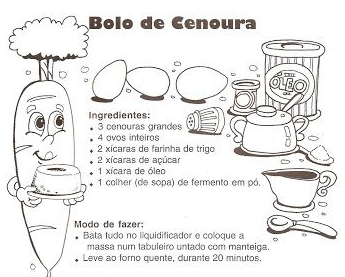 Bolo de Cenoura
OLEO
Ingredientes:
3 cenouras grandes
4 ovos inteiros
2 xícaras de farinha de trigo
2 xícaras de açúcar
1 xícara de óleo
1 colher (de sopa) de fermento em pó.
Modo de fazer:
Bata tudo no liquidificador e coloque a
massa num tabuleiro untado com manteiga.
Leve ao forno quente, durante 20 minutos.